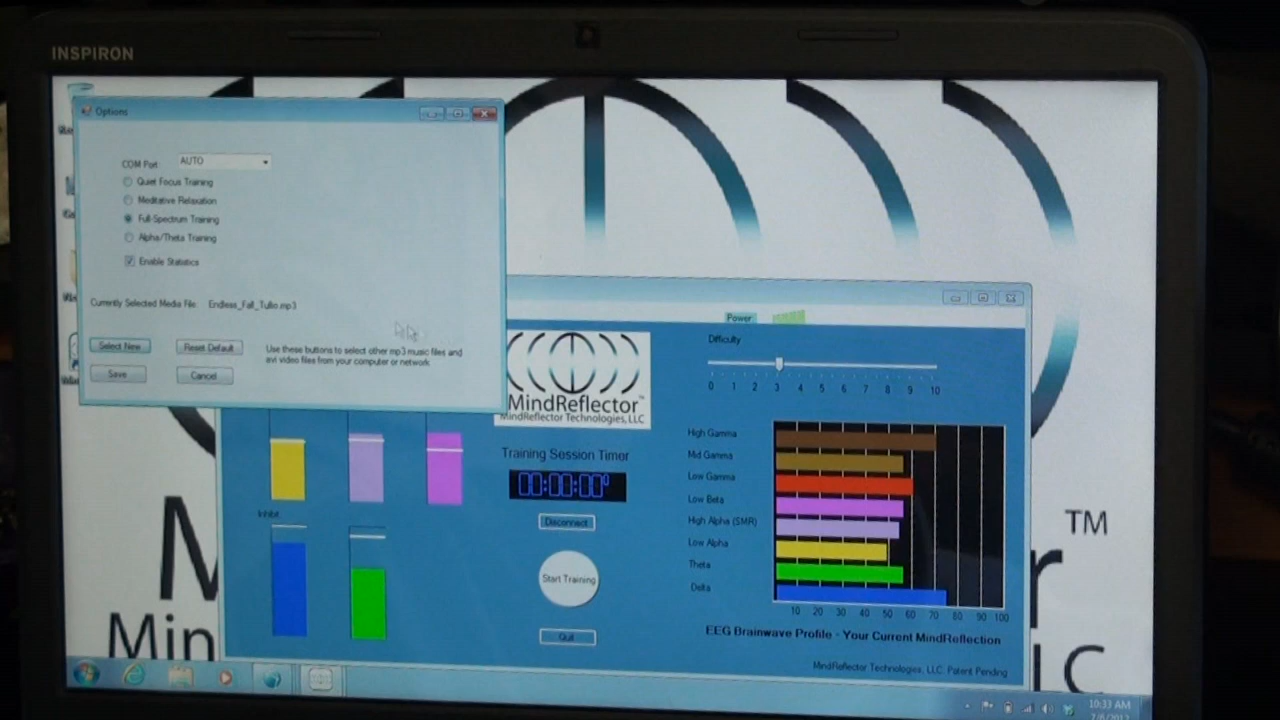 INSPIRON
Options
COM Port AUTO
Quiet Focus Training
Meditative Relaxation
Full-Spectrum Training
Alpha/Theta Training
Enable Statistics
Currently Selected Media File: Endless_Fall_Tullio.mp3
Select New
Reset Default
Use these buttons to select other mp3 music files and
avi video files from your computer or network
Save
Cancel
Power
Difficulty
0 1 2 3 4 5 6 7 8 9 10
MindReflector™
MindReflector Technologies, LLC
Training Session Timer
00:00:00
Inhibit
Disconnect
Start Training
Quit
High Gamma
Mid Gamma
Low Gamma
Low Beta
High Alpha (SMR)
Low Alpha
Theta
Delta
10 20 30 40 50 60 70 80 90 100
EEG Brainwave Profile - Your Current MindReflection
MindReflector Technologies, LLC. Patent Pending
TM
M r
Min LC
10:33 AM